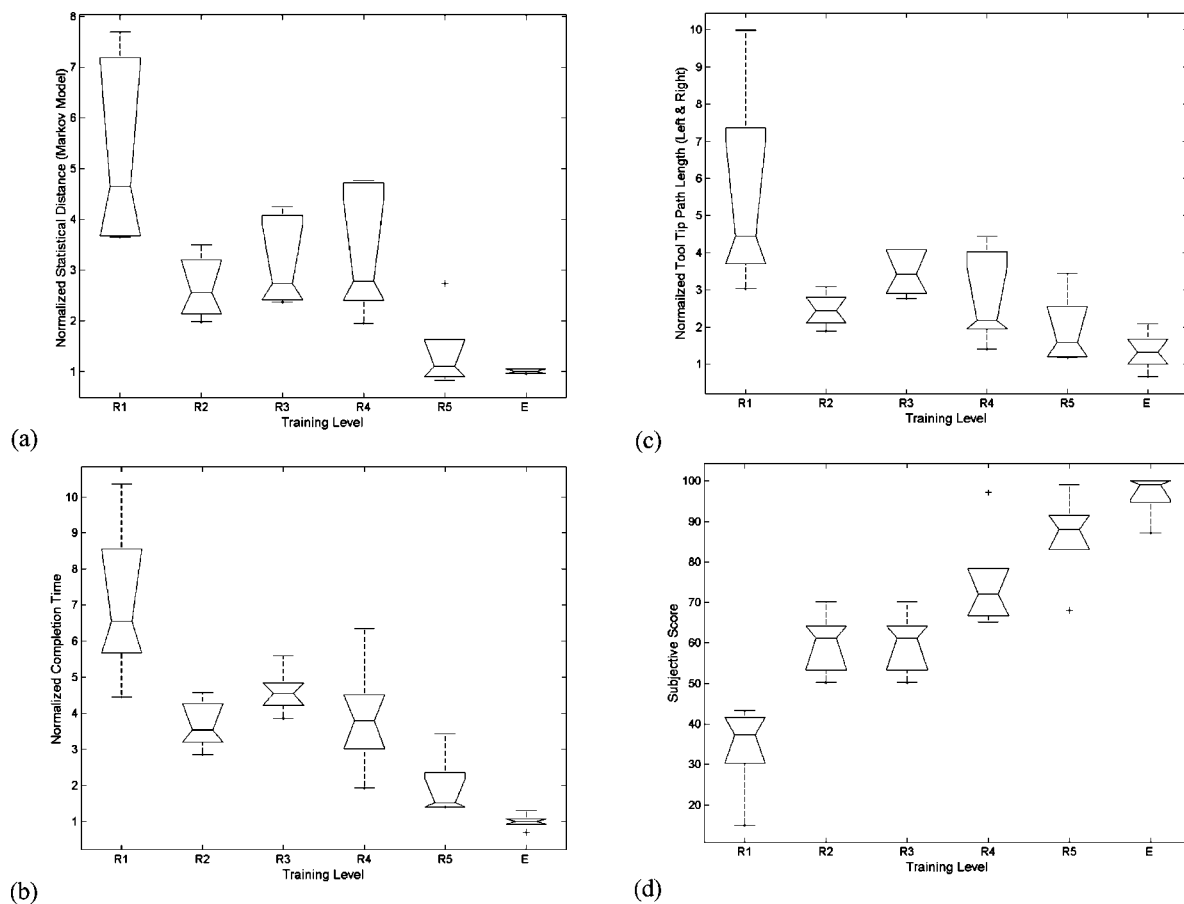 8
7
6
5
4
3
2
1
Normalized Statistical Distance (Markov Model)
R1 R2 R3 R4 R5 E
Training Level
(a)
10
9
8
7
6
5
4
3
2
1
Normailzed Tool Tip Path Length (Left & Right)
R1 R2 R3 R4 R5 E
Training Level
(c)
10
9
8
7
6
5
4
3
2
1
Normalized Completion Time
R1 R2 R3 R4 R5 E
Training Level
(b)
100
90
80
70
60
50
40
30
20
Subjective Score
R1 R2 R3 R4 R5 E
Training Level
(d)